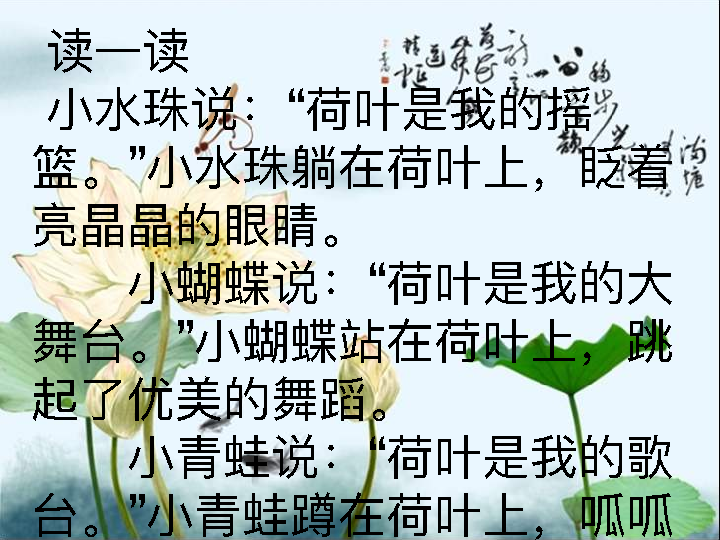 读一读
小水珠说：“荷叶是我的摇
篮。”小水珠躺在荷叶上，眨着
亮晶晶的眼睛。
小蝴蝶说：“荷叶是我的大
舞台。”小蝴蝶站在荷叶上，跳
起了优美的舞蹈。
小青蛙说：“荷叶是我的歌
台。”小青蛙蹲在荷叶上，呱呱